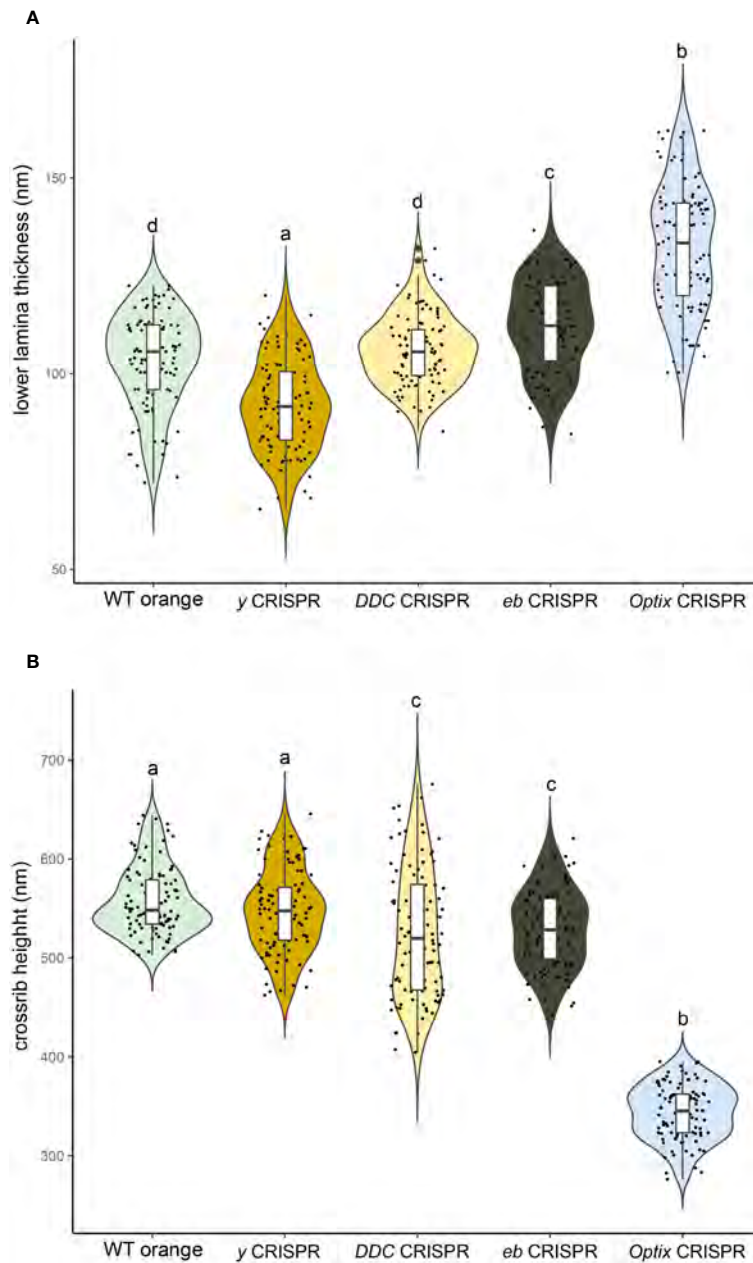 A
b
c
d
d
a
150
100
50
lower lamina thickness (nm)
WT orange y CRISPR DDC CRISPR eb CRISPR Optix CRISPR
B
c
a
a
c
b
700
600
500
400
300
crossrib heighht (nm)
WT orange y CRISPR DDC CRISPR eb CRISPR Optix CRISPR